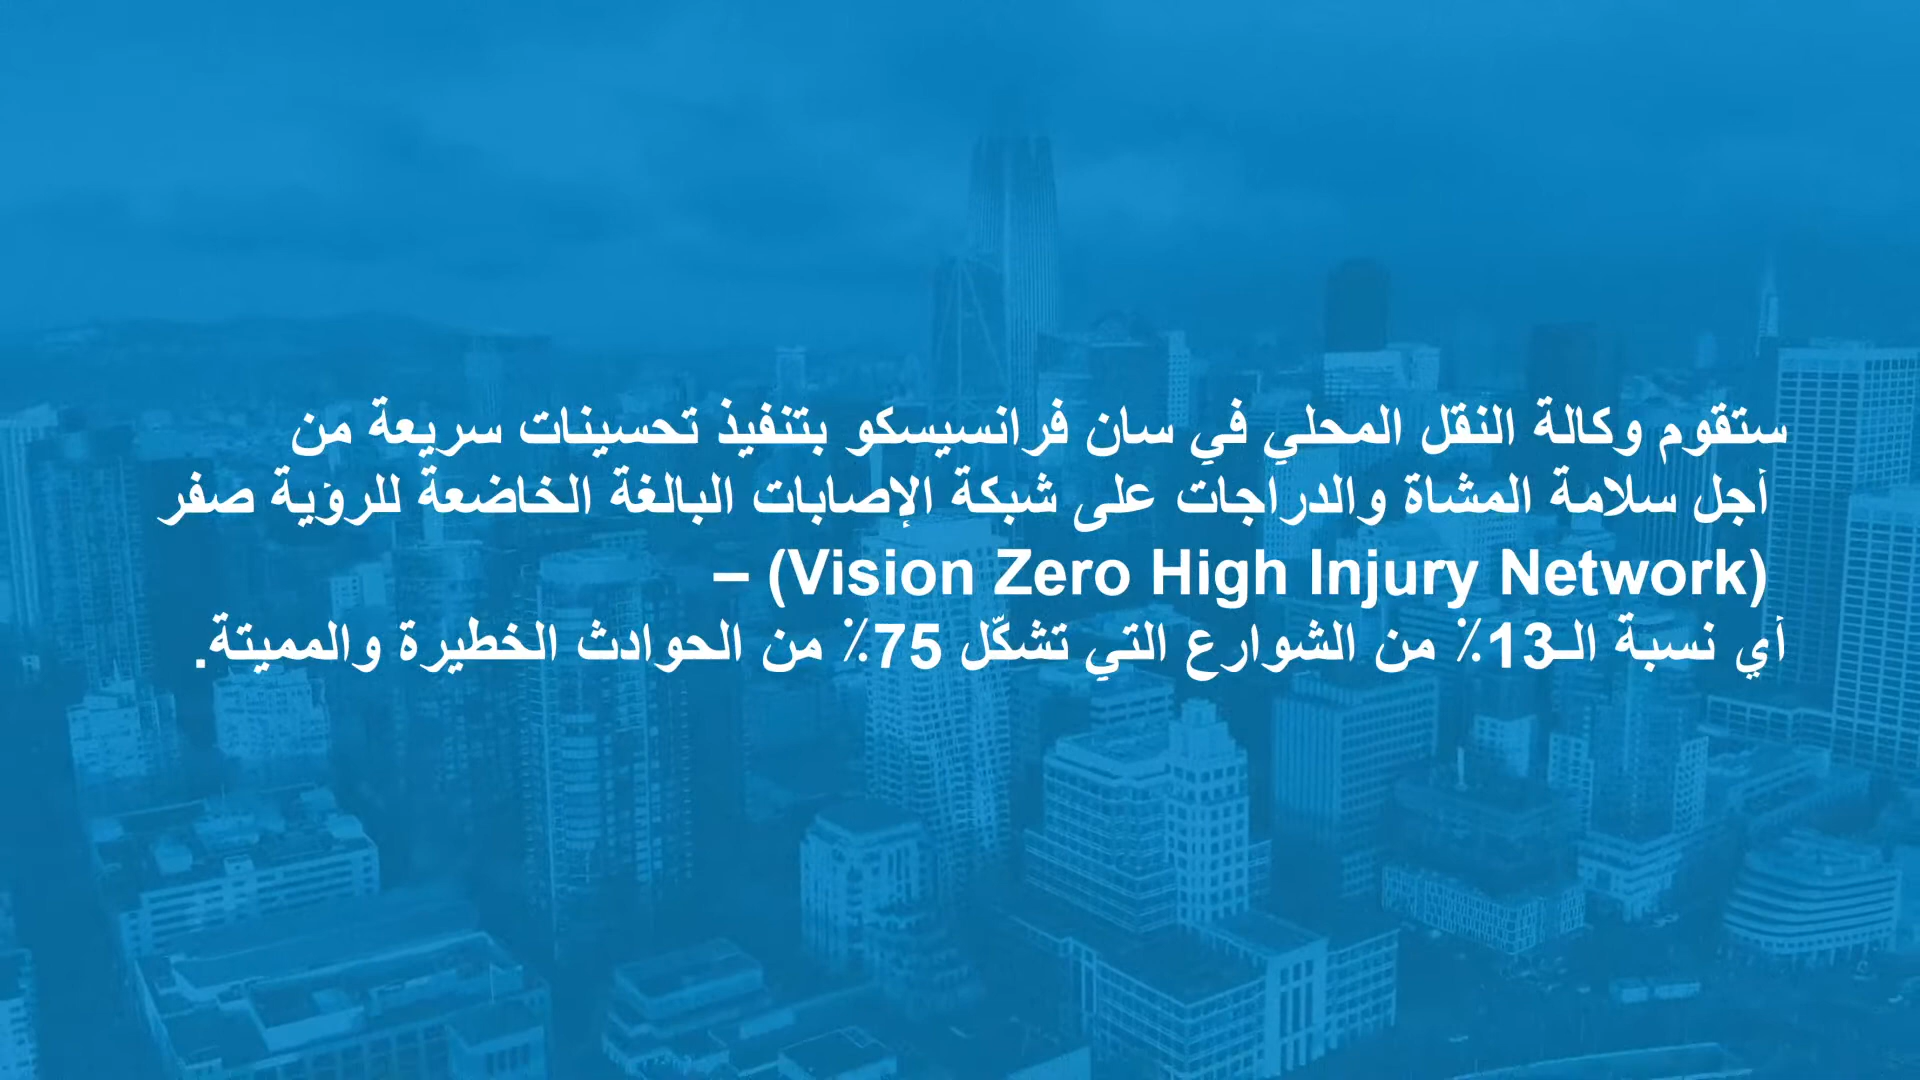 ستقوم وكالة النقل المحلي في سان فرانسيسكو بتنفيذ تحسينات سريعة من
أجل سلامة المشاة والدراجات على شبكة الإصابات البالغة الخاضعة للرؤية صفر
(Vision Zero High Injury Network) –
أي نسبة الـ13٪ من الشوارع التي تشكّل 75٪ من الحوادث الخطيرة والمميتة.